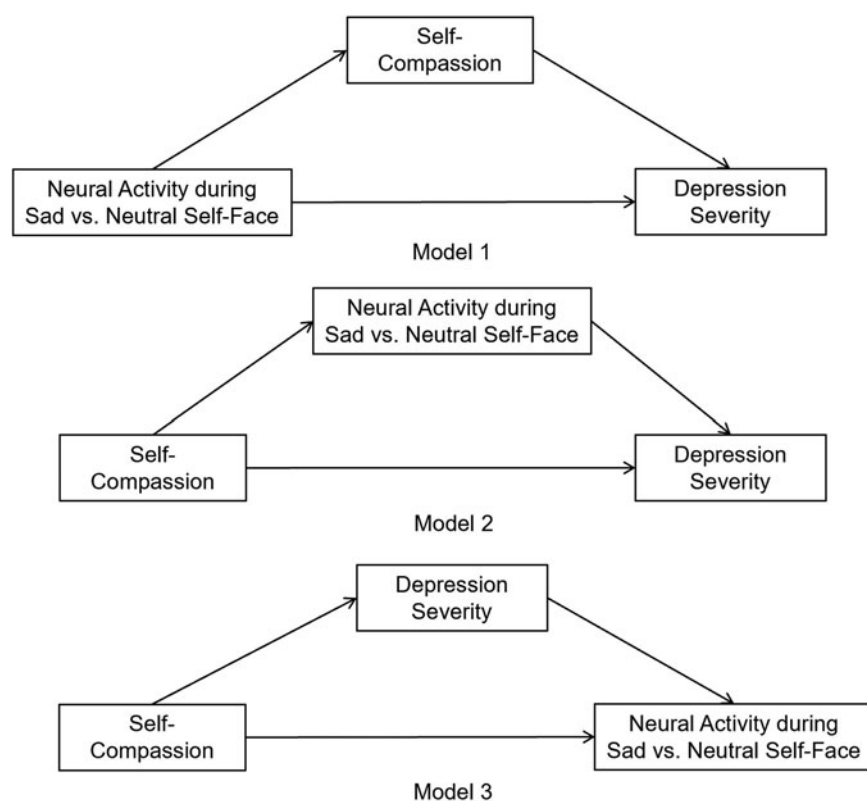 Self-
Compassion
Neural Activity during
Sad vs. Neutral Self-Face
Depression
Severity
Model 1
Neural Activity during
Sad vs. Neutral Self-Face
Self-
Compassion
Depression
Severity
Model 2
Depression
Severity
Self-
Compassion
Neural Activity during
Sad vs. Neutral Self-Face
Model 3